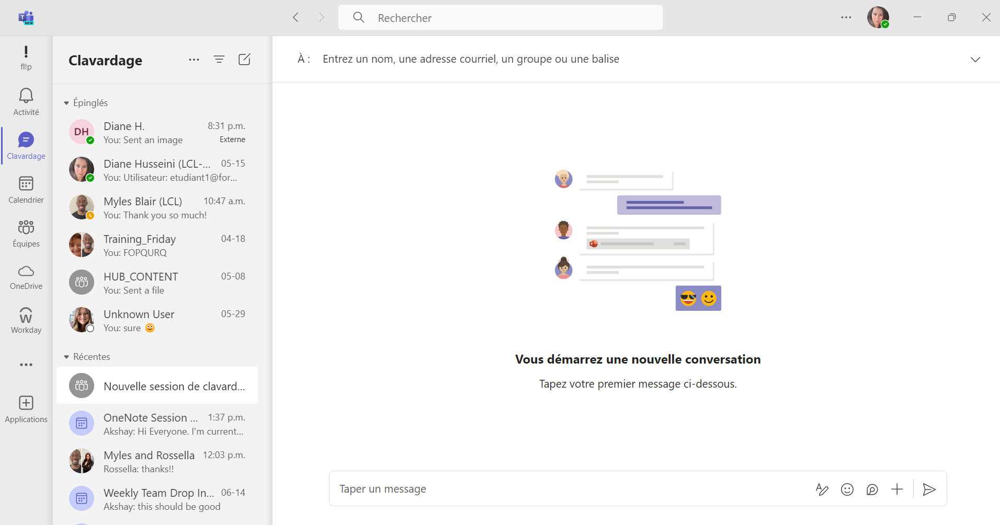 T
NEW
Rechercher
fl!p
Activité
Clavardage
Calendrier
Équipes
OneDrive
W
Workday
Applications
Clavardage
Épinglés
DH
Diane H.
8:31 p.m.
You: Sent an image
Externe
Diane Husseini (LCL-...
05-15
You: Utilisateur: etudiant1@for...
Myles Blair (LCL)
10:47 a.m.
You: Thank you so much!
Training_Friday
04-18
You: FOPQURQ
HUB_CONTENT
05-08
You: Sent a file
Unknown User
05-29
You: sure
Récentes
Nouvelle session de clavard...
OneNote Session ...
1:37 p.m.
Akshay: Hi Everyone. I'm current...
Myles and Rossella
12:03 p.m.
Rossella: thanks!!
Weekly Team Drop In...
06-14
Akshay: this should be good
À :
Entrez un nom, une adresse courriel, un groupe ou une balise
Vous démarrez une nouvelle conversation
Tapez votre premier message ci-dessous.
Taper un message